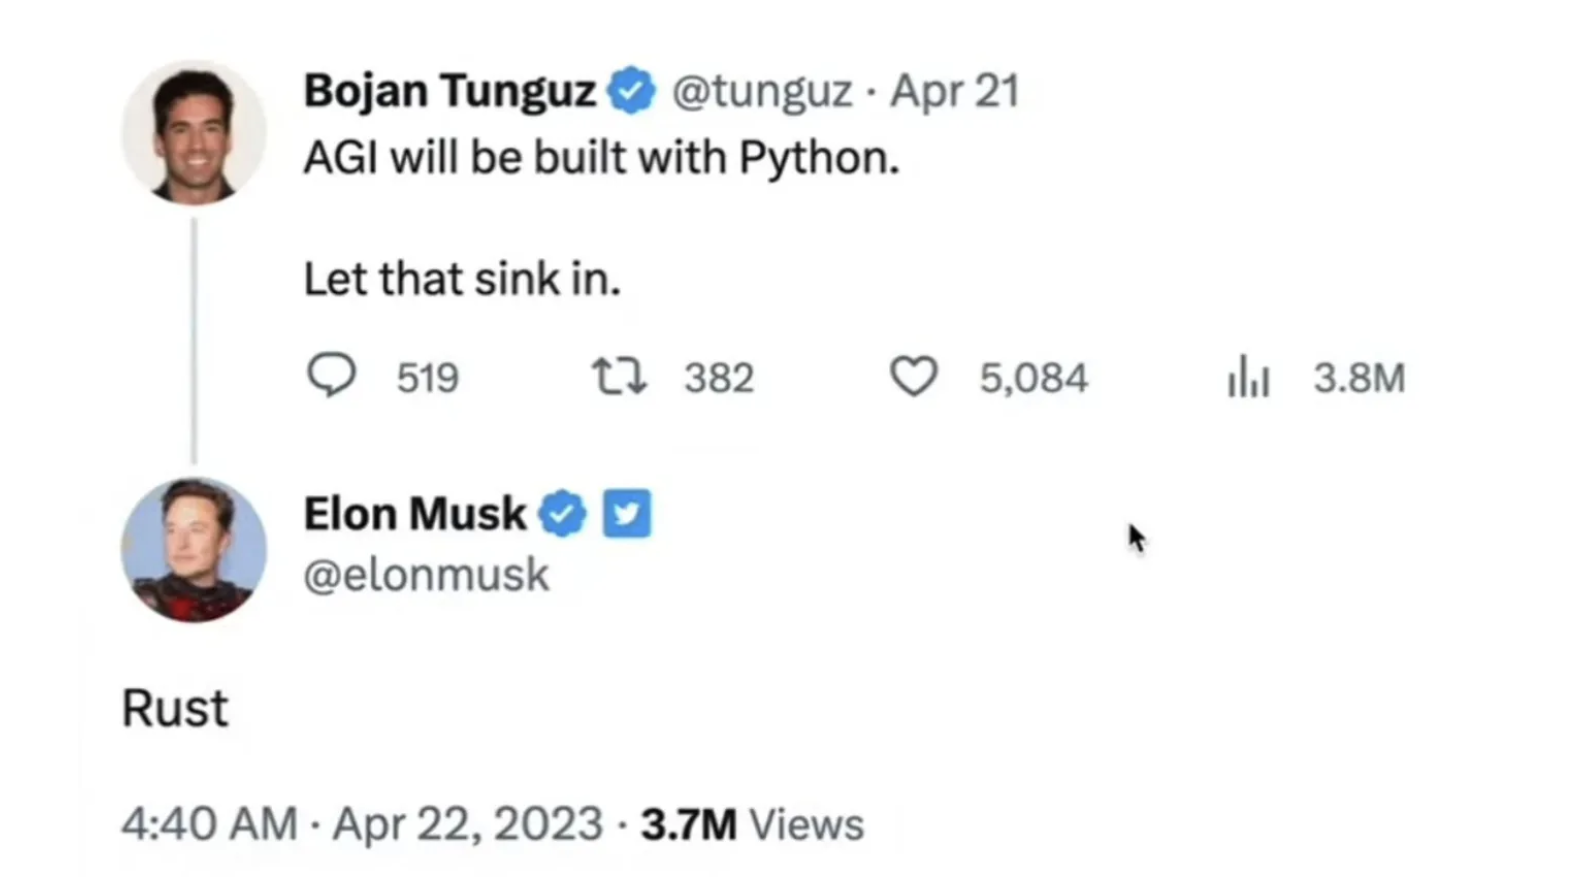 Bojan Tunguz @tunguz · Apr 21
AGI will be built with Python.
Let that sink in.
519 382 5,084 3.8M
Elon Musk
@elonmusk
Rust
4:40 AM · Apr 22, 2023 · 3.7M Views